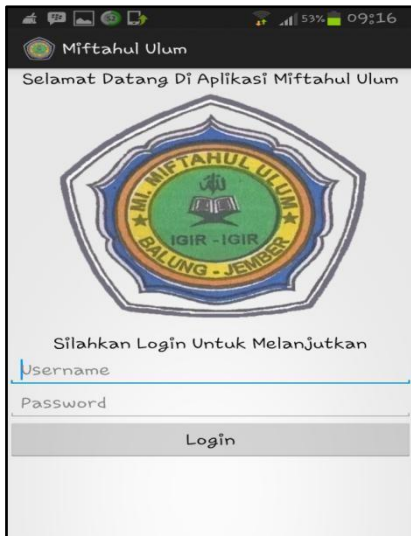 53% 09:16
Miftahul Ulum
Selamat Datang Di Aplikasi Miftahul Ulum
MI. MIFTAHUL ULUM
IGIR - IGIR
BALUNG - JEMBER
Silahkan Login Untuk Melanjutkan
Username
Password
Login